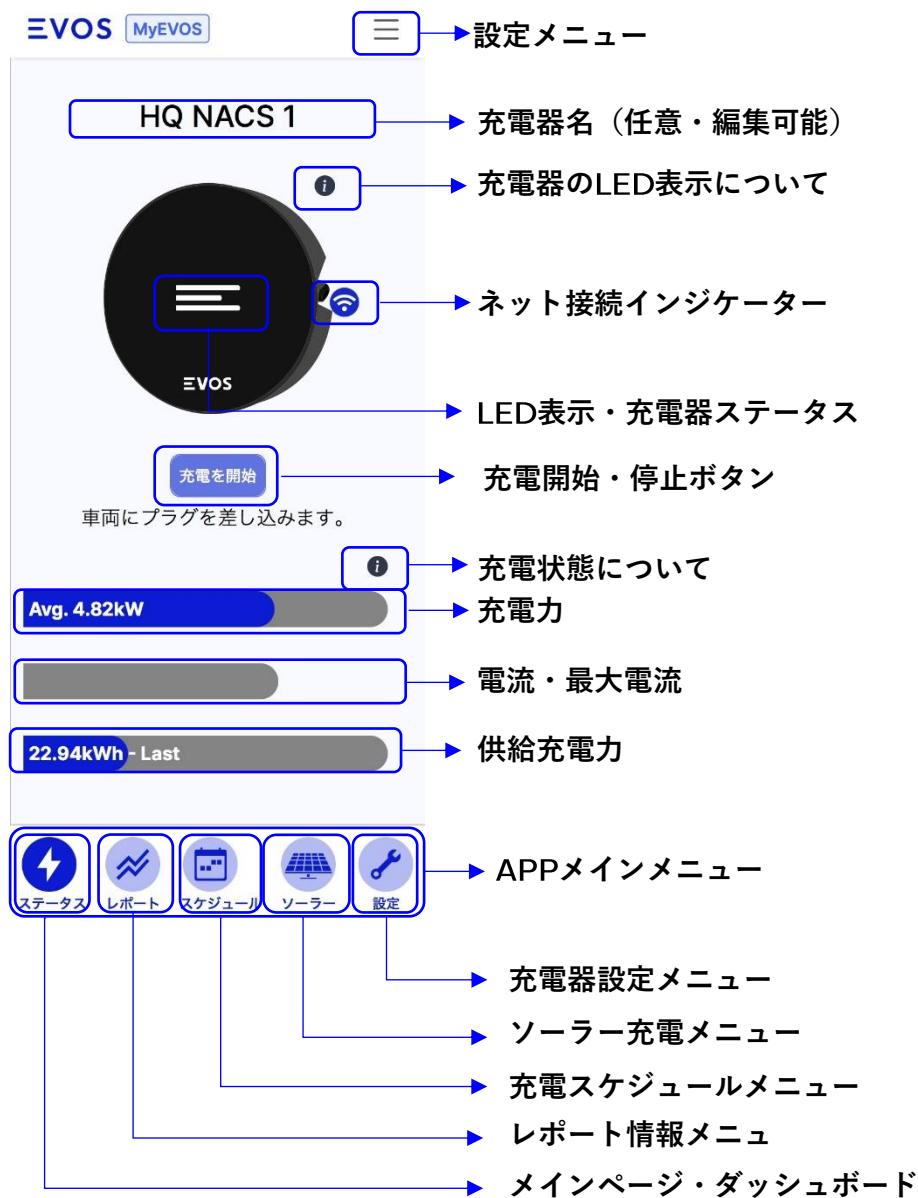 EVOS MyEVOS
設定メニュー
HQ NACS 1
充電器名（任意・編集可能）
充電器のLED表示について
ネット接続インジケーター
EVOS
LED表示・充電器ステータス
充電を開始
充電開始・停止ボタン
車両にプラグを差し込みます。
充電状態について
Avg. 4.82kW
充電力
電流・最大電流
22.94kWh - Last
供給充電力
ステータス
レポート
スケジュール
ソーラー
設定
APPメインメニュー
充電器設定メニュー
ソーラー充電メニュー
充電スケジュールメニュー
レポート情報メニュ
メインページ・ダッシュボード